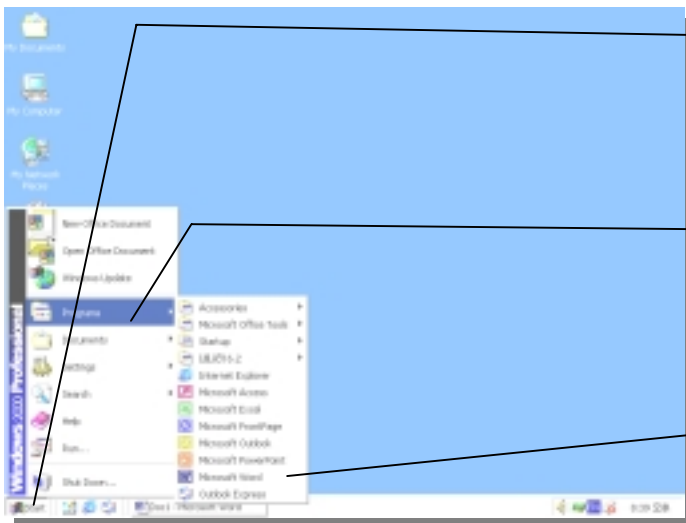 My Documents
My Computer
My Network
Places
New Office Document
Open Office Document
Windows Update
Programs
Documents
Settings
Search
Help
Run...
Shut Down...
Windows 2000 Professional
Accessories
Microsoft Office Tools
Startup
Internet Explorer
Microsoft Access
Microsoft Excel
Microsoft FrontPage
Microsoft Outlook
Microsoft PowerPoint
Microsoft Word
Outlook Express
Start
Microsoft Word